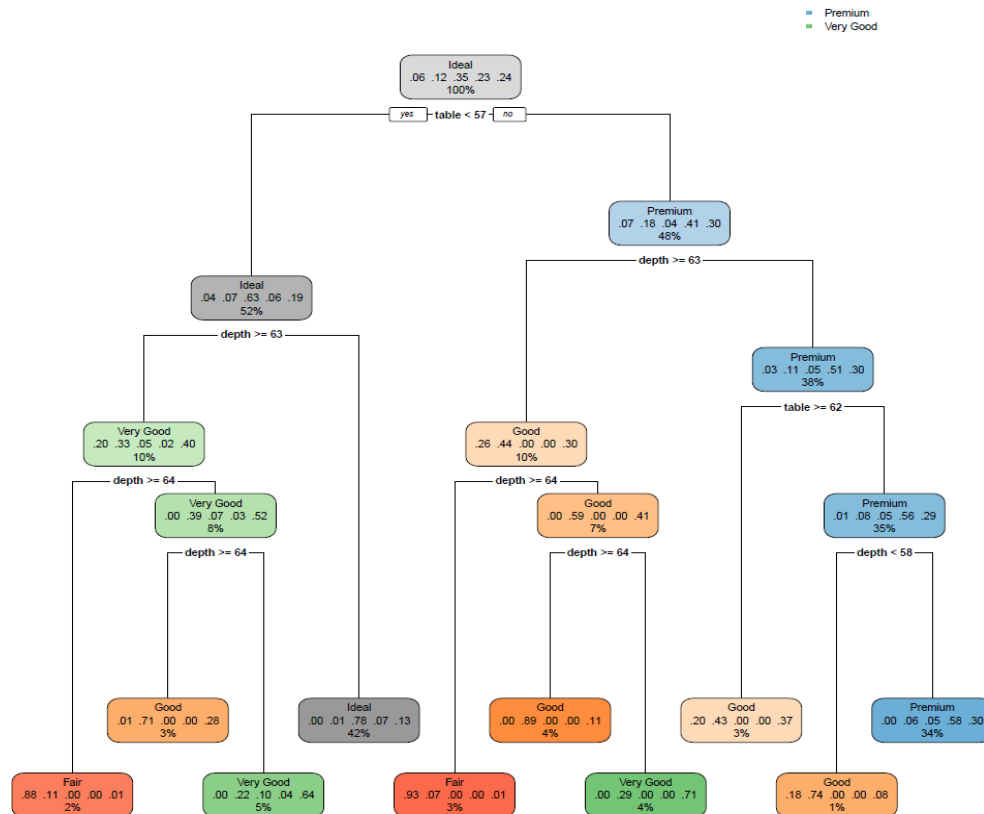 Premium
Very Good
Ideal
.06 .12 .35 .23 .24
100%
yes table < 57 no
Premium
.07 .18 .04 .41 .30
48%
depth >= 63
Ideal
.04 .07 .63 .06 .19
52%
depth >= 63
Premium
.03 .11 .05 .51 .30
38%
table >= 62
Very Good
.20 .33 .05 .02 .40
10%
depth >= 64
Good
.26 .44 .00 .00 .30
10%
depth >= 64
Very Good
.00 .39 .07 .03 .52
8%
depth >= 64
Good
.00 .59 .00 .00 .41
7%
depth >= 64
Premium
.01 .08 .05 .56 .29
35%
depth < 58
Good
.01 .71 .00 .00 .28
3%
Ideal
.00 .01 .78 .07 .13
42%
Good
.00 .89 .00 .00 .11
4%
Good
.20 .43 .00 .00 .37
3%
Premium
.00 .06 .05 .58 .30
34%
Fair
.88 .11 .00 .00 .01
2%
Very Good
.00 .22 .10 .04 .64
5%
Fair
.93 .07 .00 .00 .01
3%
Very Good
.00 .29 .00 .00 .71
4%
Good
.18 .74 .00 .00 .08
1%